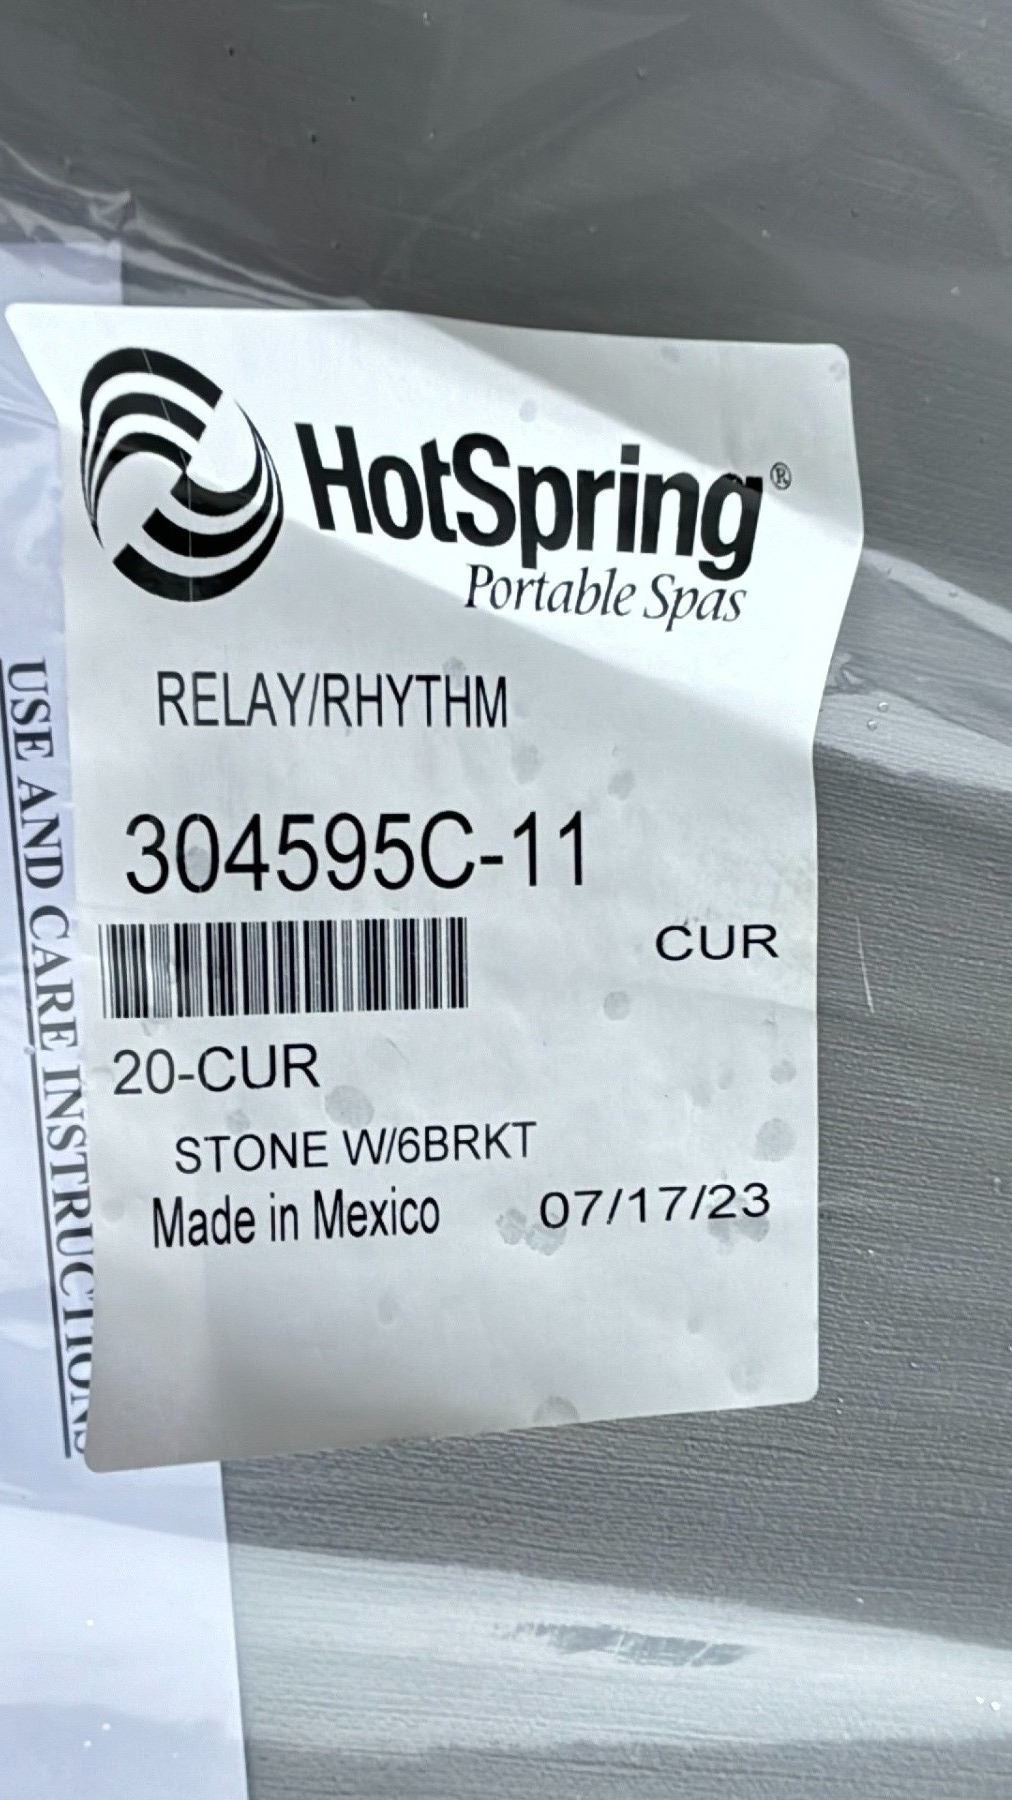 HotSpring®
Portable Spas
RELAY/RHYTHM
304595C-11
CUR
20-CUR
STONE W/6BRKT
Made in Mexico 07/17/23
USE AND CARE INSTRUCTIONS